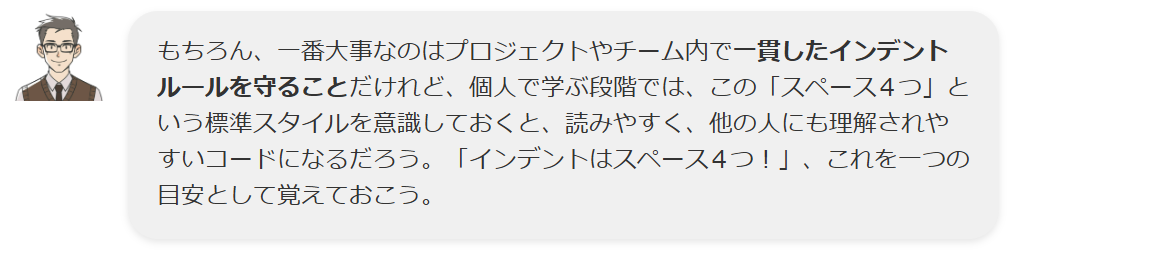 もちろん、一番大事なのはプロジェクトやチーム内で一貫したインデント
ルールを守ることだけれど、個人で学ぶ段階では、この「スペース４つ」と
いう標準スタイルを意識しておくと、読みやすく、他の人にも理解されや
すいコードになるだろう。「インデントはスペース４つ！」、これを一つの
目安として覚えておこう。